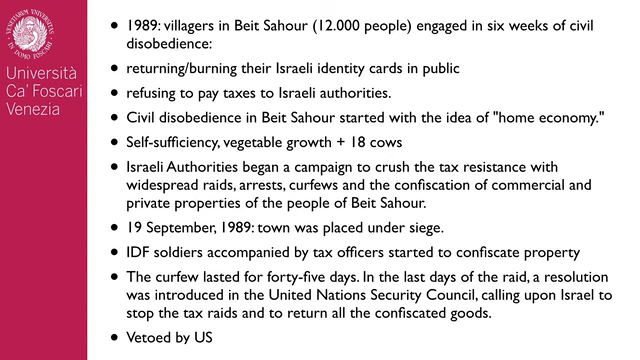 Università
Ca' Foscari
Venezia
• 1989: villagers in Beit Sahour (12.000 people) engaged in six weeks of civil
disobedience:
• returning/burning their Israeli identity cards in public
• refusing to pay taxes to Israeli authorities.
• Civil disobedience in Beit Sahour started with the idea of "home economy."
• Self-sufficiency, vegetable growth + 18 cows
• Israeli Authorities began a campaign to crush the tax resistance with
widespread raids, arrests, curfews and the confiscation of commercial and
private properties of the people of Beit Sahour.
• 19 September, 1989: town was placed under siege.
• IDF soldiers accompanied by tax officers started to confiscate property
• The curfew lasted for forty-five days. In the last days of the raid, a resolution
was introduced in the United Nations Security Council, calling upon Israel to
stop the tax raids and to return all the confiscated goods.
• Vetoed by US